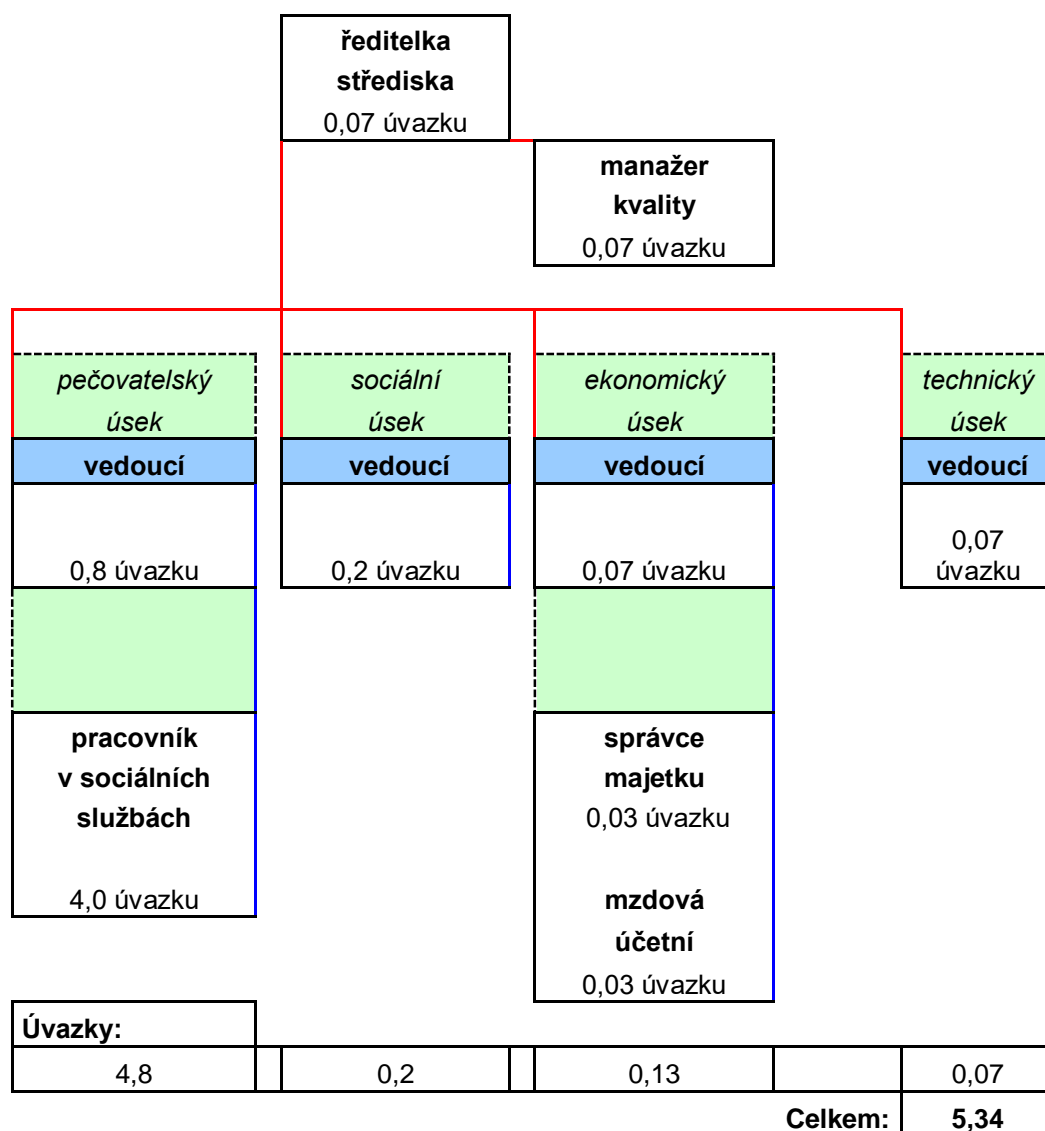 ředitelka
střediska
0,07 úvazku
manažer
kvality
0,07 úvazku
pečovatelský
úsek
vedoucí
0,8 úvazku
pracovník
v sociálních
službách
4,0 úvazku
sociální
úsek
vedoucí
0,2 úvazku
ekonomický
úsek
vedoucí
0,07 úvazku
správce
majetku
0,03 úvazku
mzdová
účetní
0,03 úvazku
technický
úsek
vedoucí
0,07
úvazku
Úvazky:
4,8 0,2 0,13 0,07
Celkem: 5,34